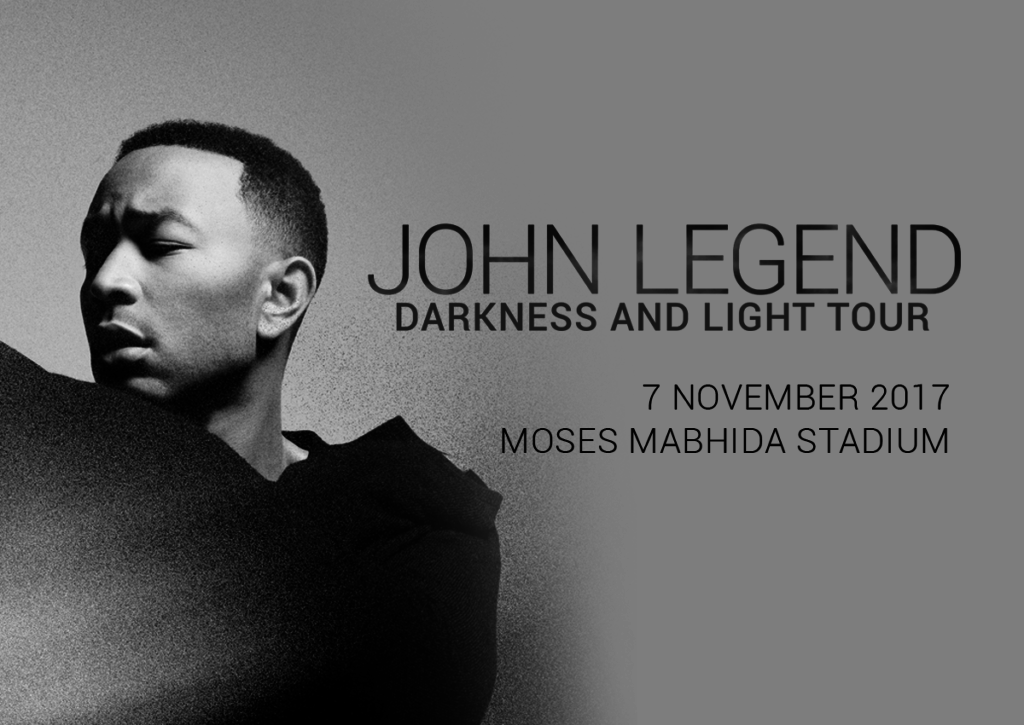 JOHN LEGEND
DARKNESS AND LIGHT TOUR
7 NOVEMBER 2017
MOSES MABHIDA STADIUM